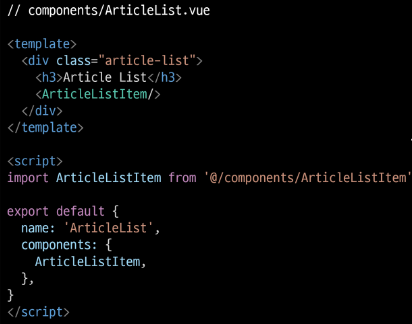 // components/ArticleList.vue
<template>
  <div class="article-list">
    <h3>Article List</h3>
    <ArticleListItem/>
  </div>
</template>
<script>
import ArticleListItem from '@/components/ArticleListItem'
export default {
  name: 'ArticleList',
  components: {
    ArticleListItem,
  },
}
</script>